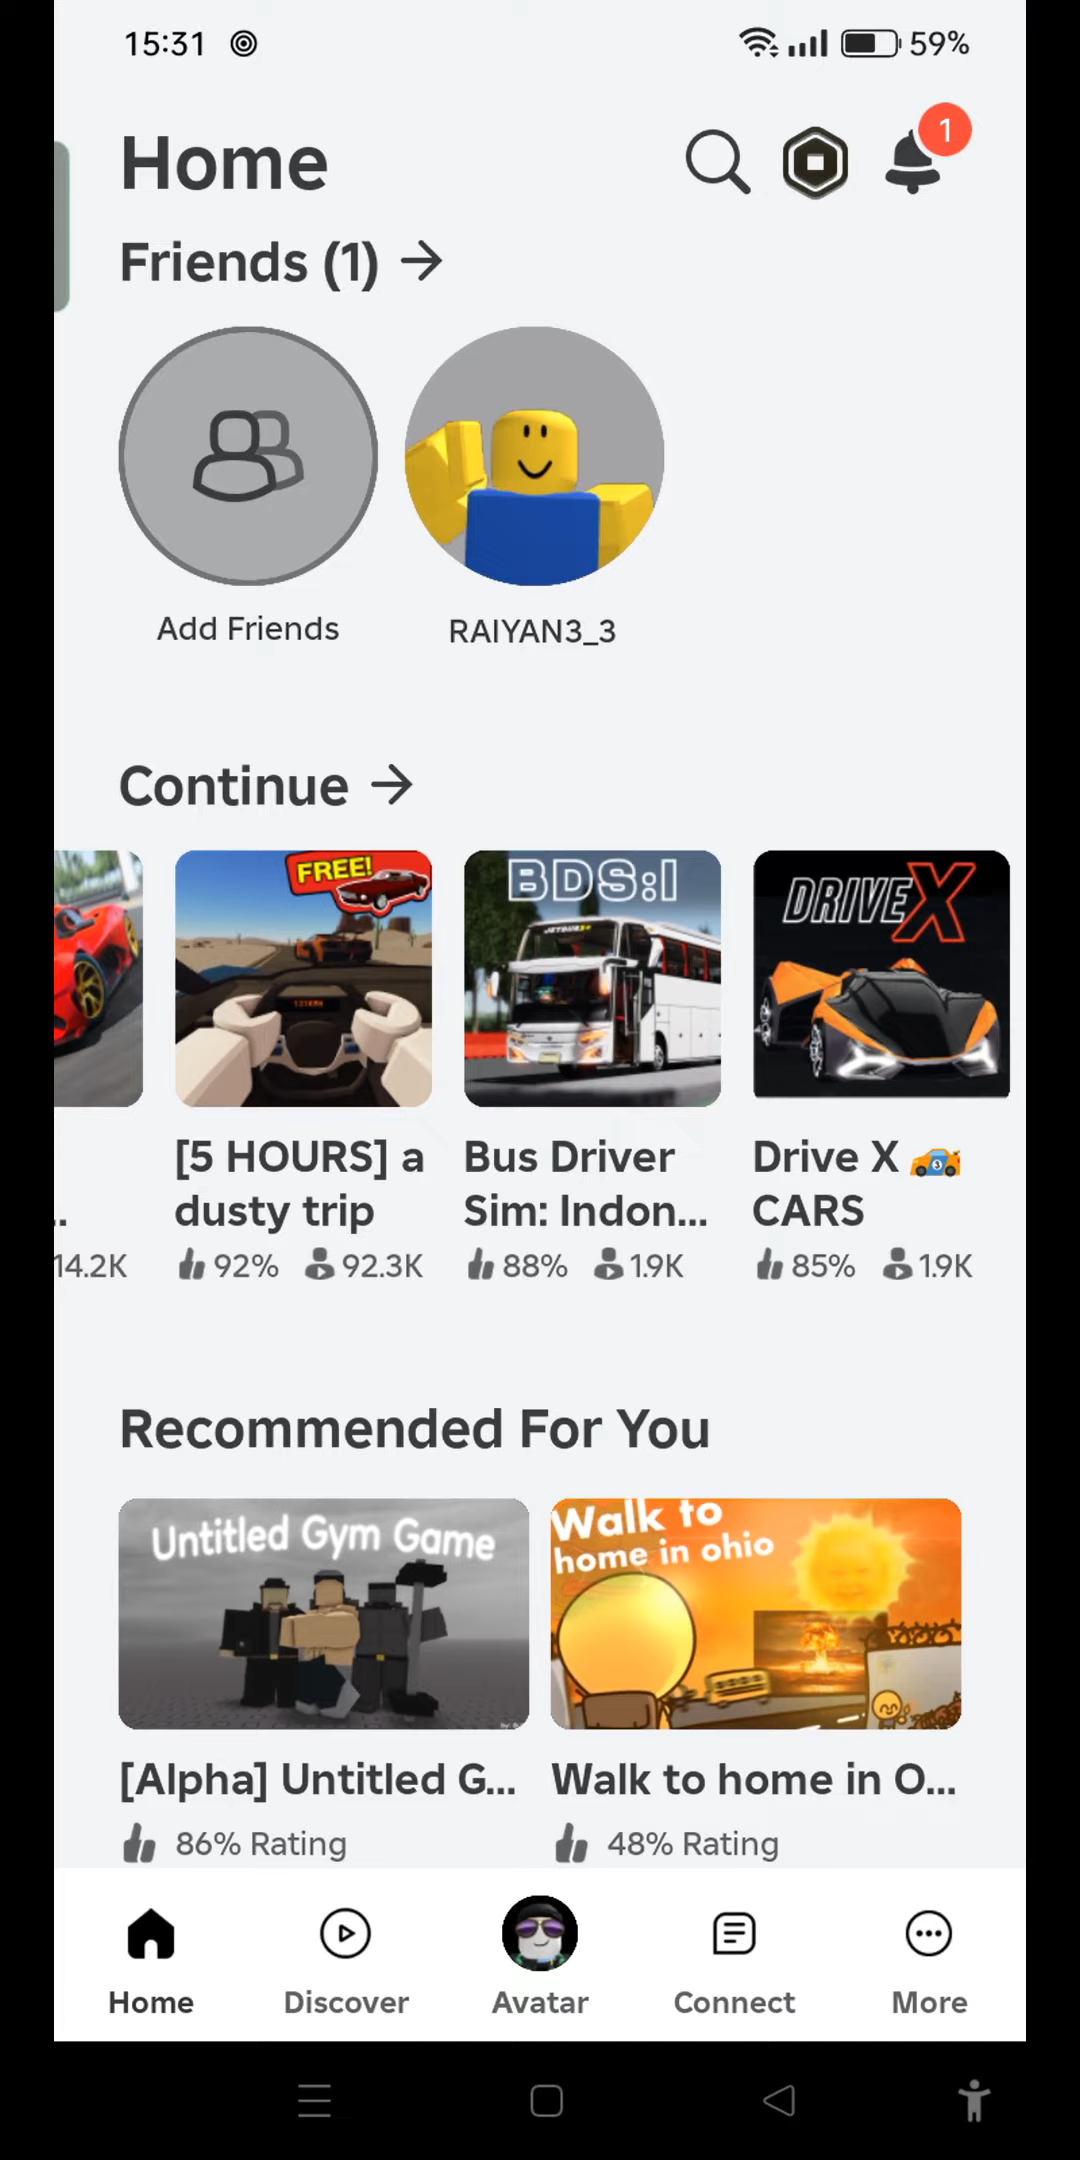 15:31
59%
Home
1
Friends (1)
Add Friends
RAIYAN3_3
Continue
FREE!
BDS:I
JETBUS3+
DRIVE X
..
14.2K
[5 HOURS] a
dusty trip
92% 92.3K
Bus Driver
Sim: Indon...
88% 1.9K
Drive X
CARS
85% 1.9K
Recommended For You
Untitled Gym Game
Walk to
home in ohio
[Alpha] Untitled G...
86% Rating
Walk to home in O...
48% Rating
Home
Discover
Avatar
Connect
More